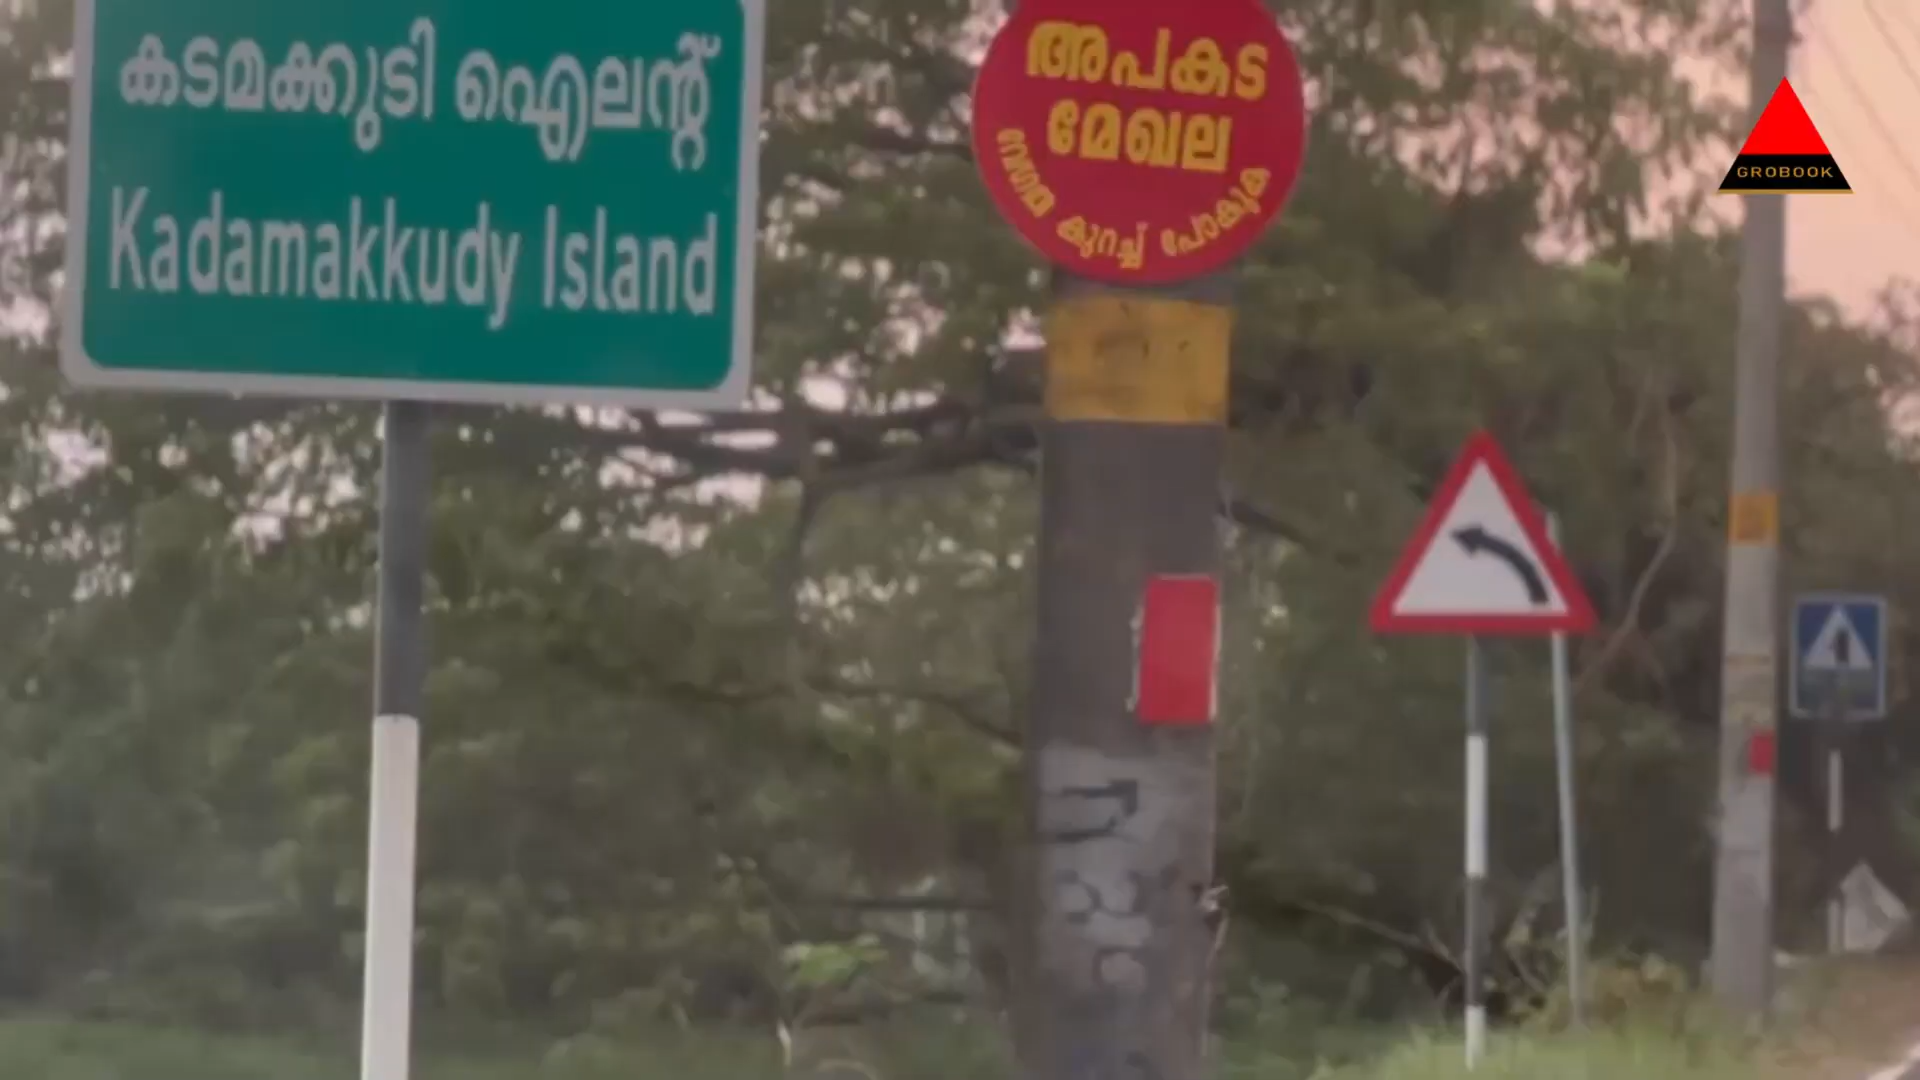 കടമക്കുടി ഐലന്റ്
Kadamakkudy Island
അപകട
മേഖല
വേഗത കുറച്ച് പോകുക
GROBOOK